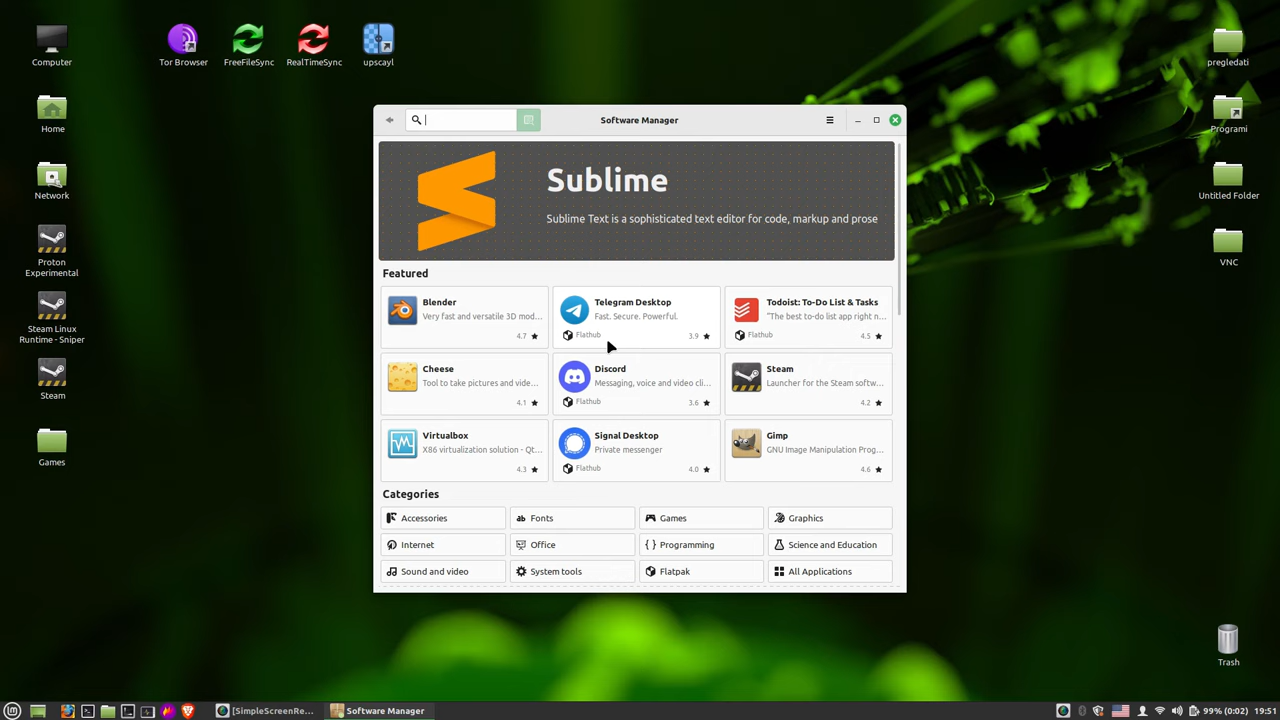 Computer
Tor Browser
FreeFileSync
RealTimeSync
upscayl
pregledati
Home
Programi
Network
Untitled Folder
Proton
Experimental
VNC
Steam Linux
Runtime - Sniper
Steam
Games
Trash
Software Manager
Sublime
Sublime Text is a sophisticated text editor for code, markup and prose
Featured
Blender
Very fast and versatile 3D mod...
4.7 ★
Telegram Desktop
Fast. Secure. Powerful.
Flathub
3.9 ★
Todoist: To-Do List & Tasks
"The best to-do list app right n...
Flathub
4.5 ★
Cheese
Tool to take pictures and vide...
4.1 ★
Discord
Messaging, voice and video cli...
Flathub
3.6 ★
Steam
Launcher for the Steam softw...
4.2 ★
Virtualbox
X86 virtualization solution - Qt...
4.3 ★
Signal Desktop
Private messenger
Flathub
4.0 ★
Gimp
GNU Image Manipulation Prog...
4.6 ★
Categories
Accessories
Fonts
Games
Graphics
Internet
Office
Programming
Science and Education
Sound and video
System tools
Flatpak
All Applications
[SimpleScreenRe...
Software Manager
99% (0:02)
19:51